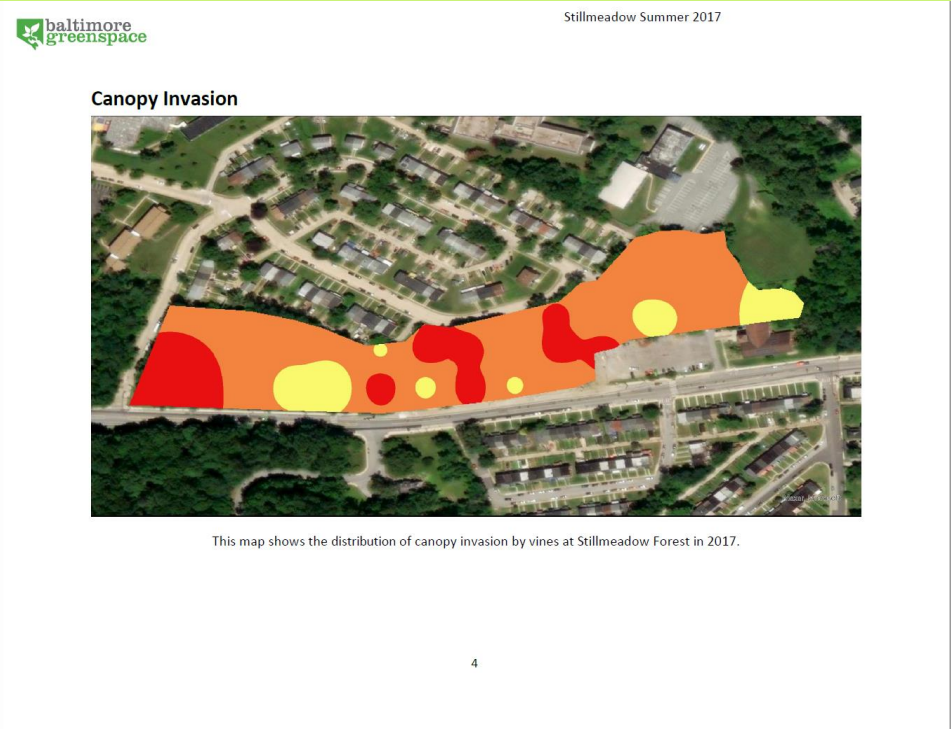 baltimore
greenspace
Stillmeadow Summer 2017
Canopy Invasion
This map shows the distribution of canopy invasion by vines at Stillmeadow Forest in 2017.
4